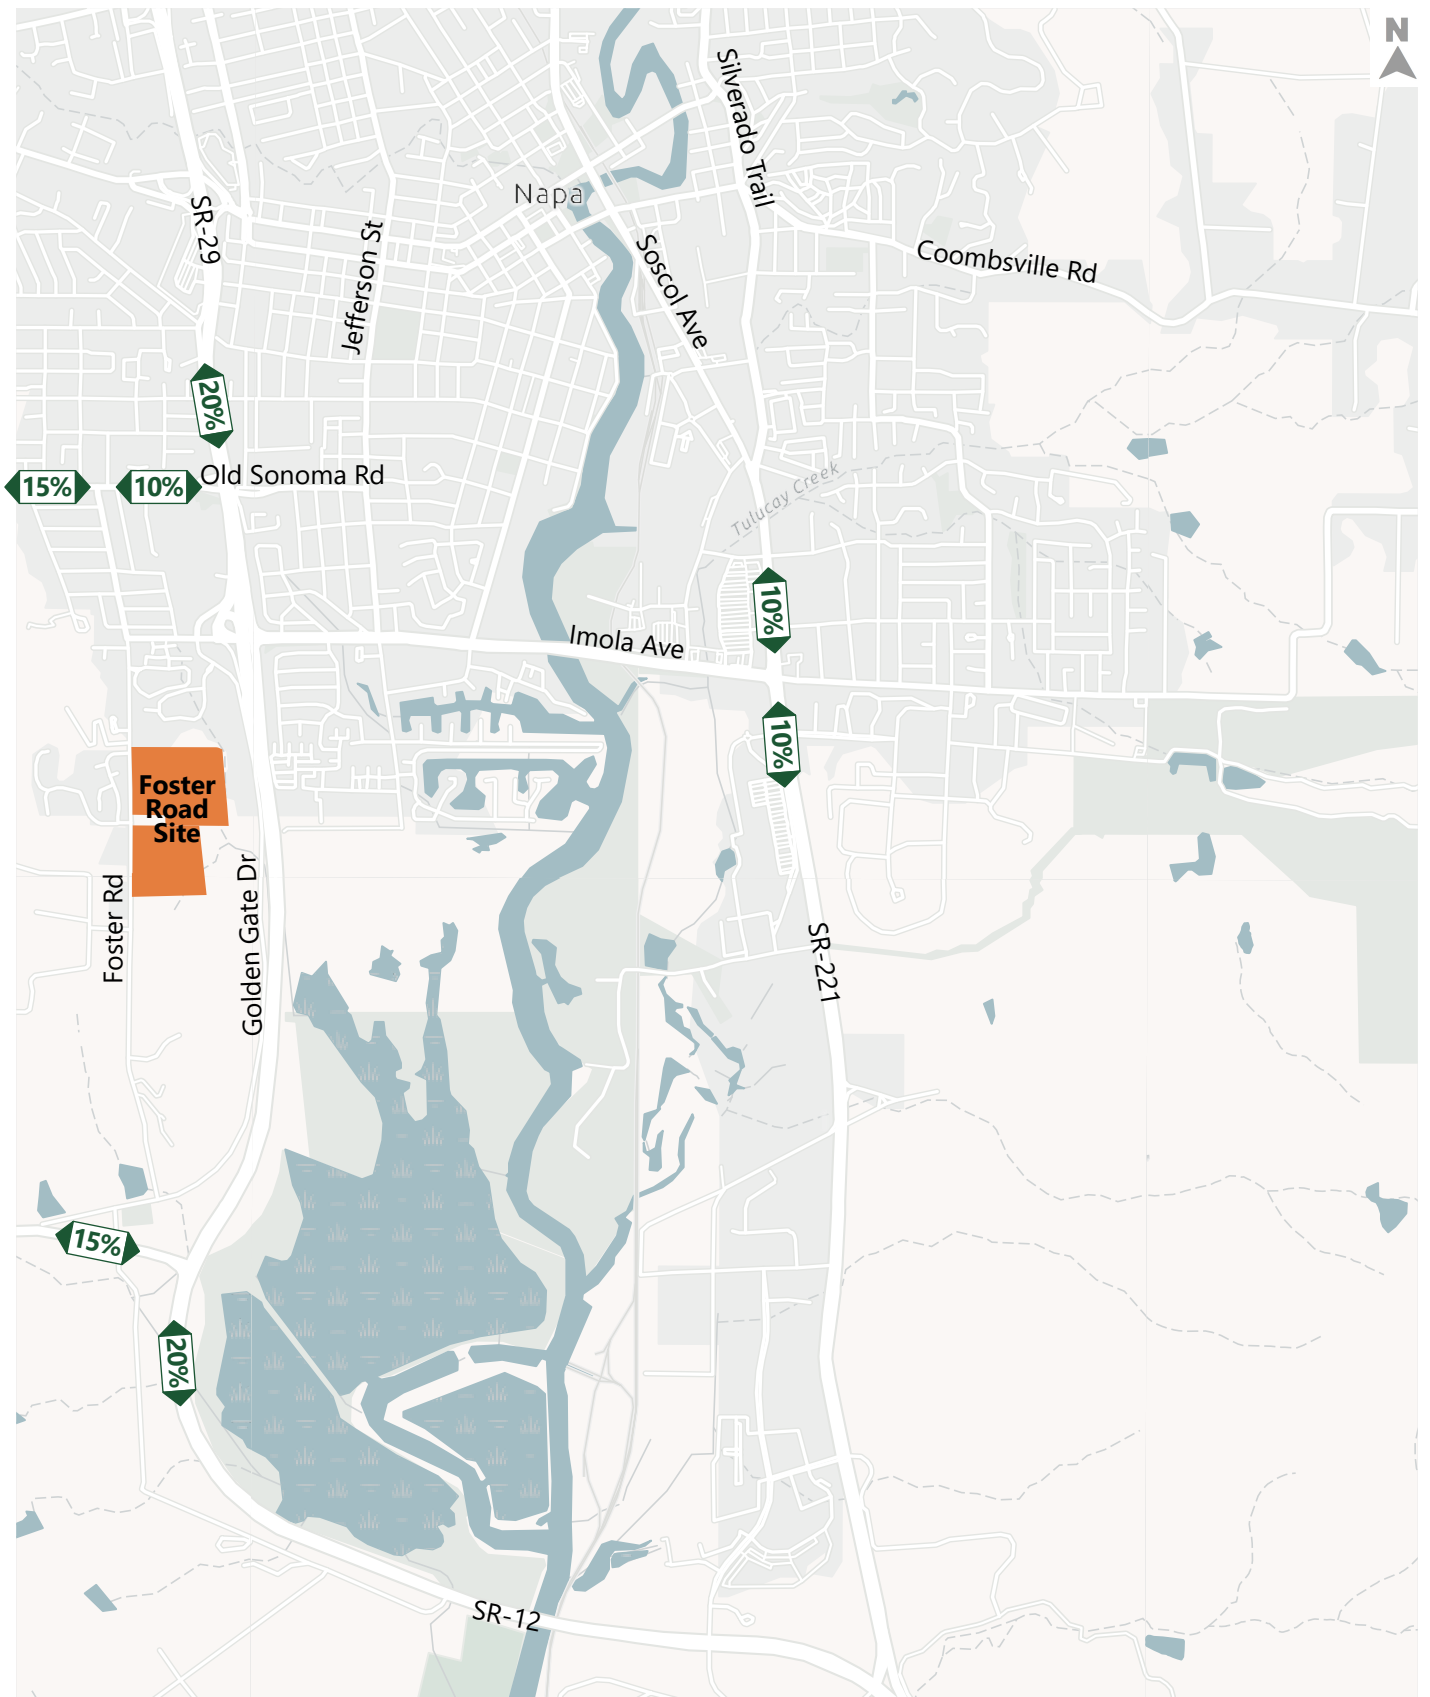 N
Silverado Trail
Napa
SR-29
Jefferson St
Soscol Ave
Coombsville Rd
20%
Old Sonoma Rd
15%
10%
Tulucay Creek
10%
Imola Ave
10%
Foster
Road
Site
Foster Rd
Golden Gate Dr
SR-221
15%
20%
SR-12